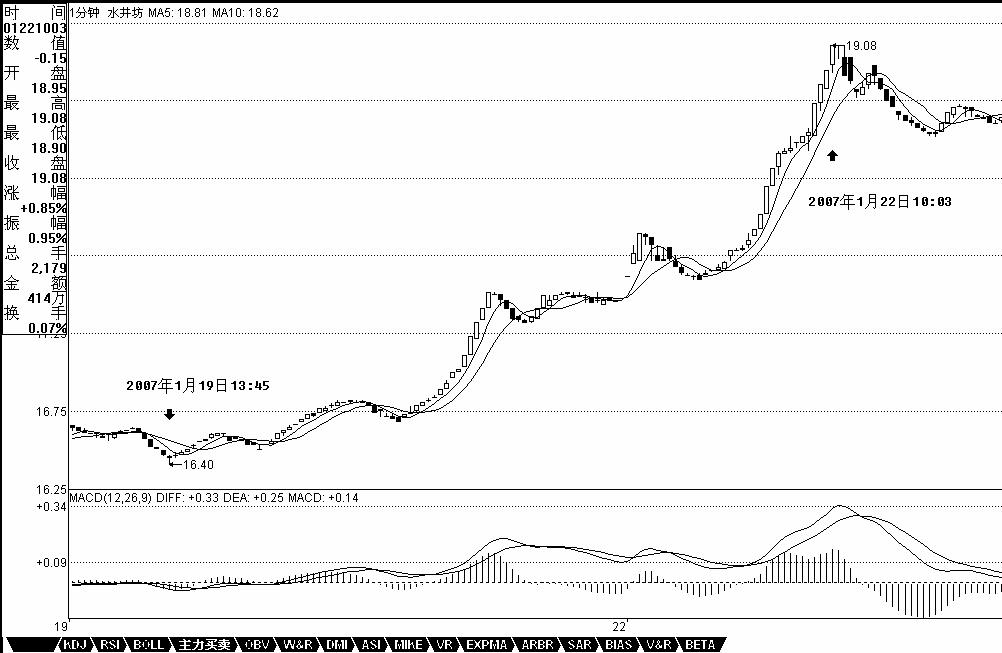 时 间
01221003
数 值
-0.15
开 盘
18.95
最 高
19.08
最 低
18.90
收 盘
19.08
涨 幅
+0.85%
振 幅
0.95%
总 手
2,179
金 额
414万
换 手
0.07%
1分钟 水井坊 MA5: 18.81 MA10: 18.62
19.08
2007年1月22日10:03
2007年1月19日13:45
16.75
16.40
16.25
MACD(12,26,9) DIFF: +0.33 DEA: +0.25 MACD: +0.14
+0.34
+0.09
19 22
KDJ RSI BOLL 主力买卖 OBV W&R DMI ASI MIKE VR EXPMA ARBR SAR BIAS V&R BETA